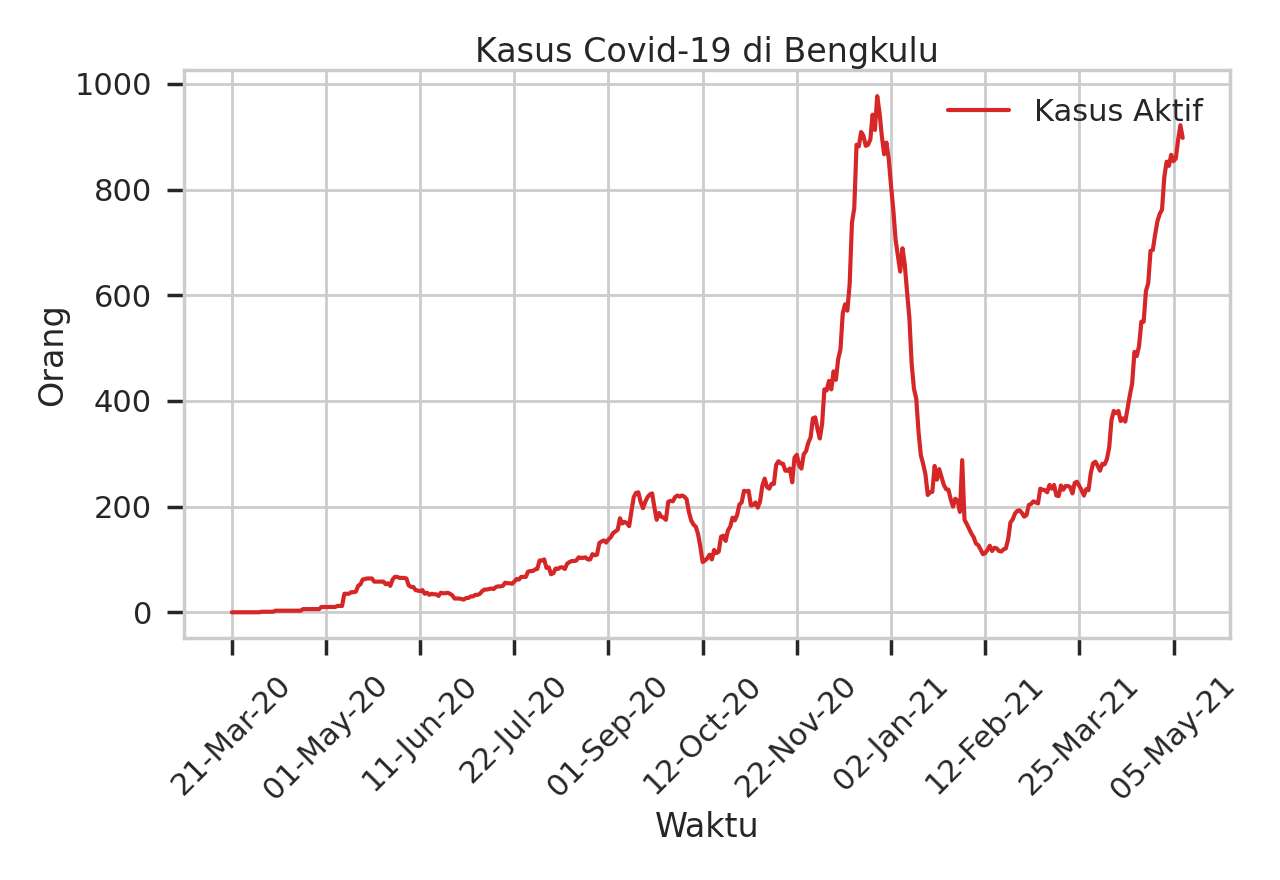 Kasus Covid-19 di Bengkulu
Kasus Aktif
Orang
1000
800
600
400
200
0
21-Mar-20
01-May-20
11-Jun-20
22-Jul-20
01-Sep-20
12-Oct-20
22-Nov-20
02-Jan-21
12-Feb-21
25-Mar-21
05-May-21
Waktu